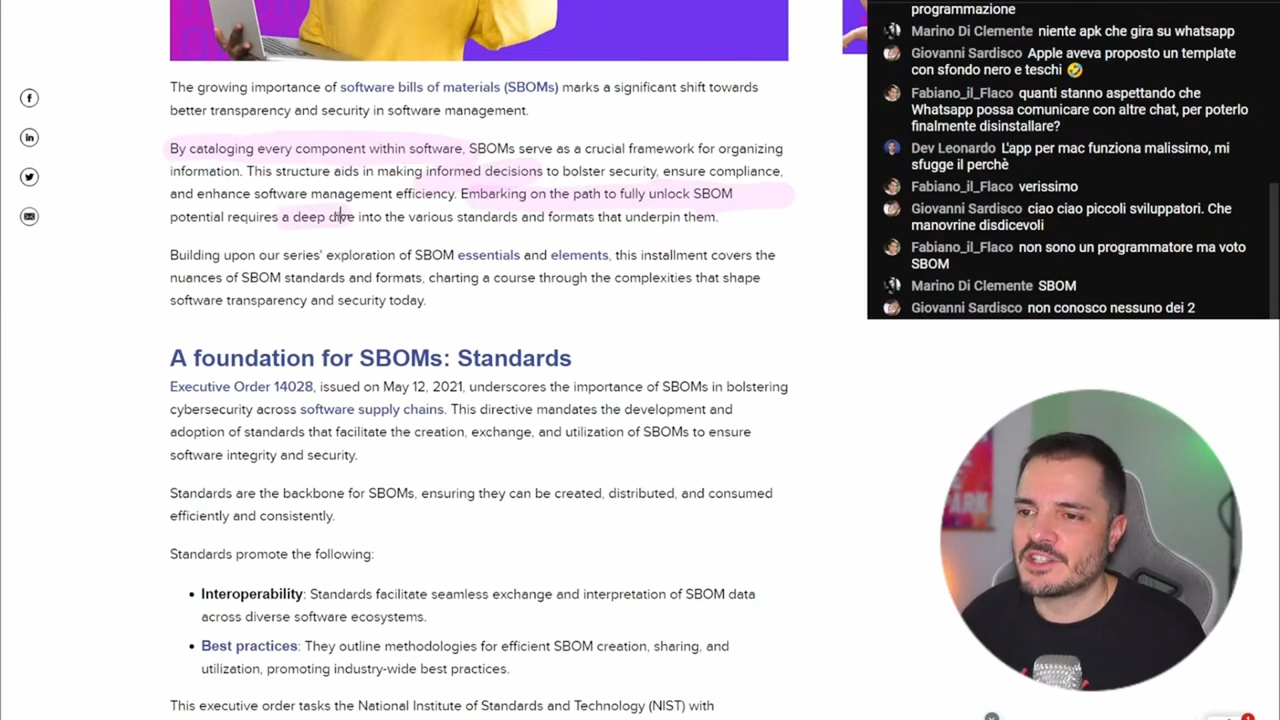 The growing importance of software bills of materials (SBOMs) marks a significant shift towards
better transparency and security in software management.
By cataloging every component within software, SBOMs serve as a crucial framework for organizing
information. This structure aids in making informed decisions to bolster security, ensure compliance,
and enhance software management efficiency. Embarking on the path to fully unlock SBOM
potential requires a deep dive into the various standards and formats that underpin them.
Building upon our series' exploration of SBOM essentials and elements, this installment covers the
nuances of SBOM standards and formats, charting a course through the complexities that shape
software transparency and security today.
A foundation for SBOMs: Standards
Executive Order 14028, issued on May 12, 2021, underscores the importance of SBOMs in bolstering
cybersecurity across software supply chains. This directive mandates the development and
adoption of standards that facilitate the creation, exchange, and utilization of SBOMs to ensure
software integrity and security.
Standards are the backbone for SBOMs, ensuring they can be created, distributed, and consumed
efficiently and consistently.
Standards promote the following:
• Interoperability: Standards facilitate seamless exchange and interpretation of SBOM data
across diverse software ecosystems.
• Best practices: They outline methodologies for efficient SBOM creation, sharing, and
utilization, promoting industry-wide best practices.
This executive order tasks the National Institute of Standards and Technology (NIST) with
programmazione
Marino Di Clemente niente apk che gira su whatsapp
Giovanni Sardisco Apple aveva proposto un template
con sfondo nero e teschi 🤣
Fabiano_il_Flaco quanti stanno aspettando che
Whatsapp possa comunicare con altre chat, per poterlo
finalmente disinstallare?
Dev Leonardo L'app per mac funziona malissimo, mi
sfugge il perchè
Fabiano_il_Flaco verissimo
Giovanni Sardisco ciao ciao piccoli sviluppatori. Che
manovrine disdicevoli
Fabiano_il_Flaco non sono un programmatore ma voto
SBOM
Marino Di Clemente SBOM
Giovanni Sardisco non conosco nessuno dei 2